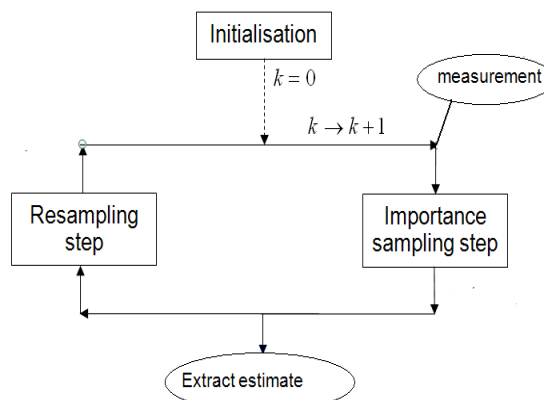 Initialisation
k = 0
measurement
k → k + 1
Resampling
step
Importance
sampling step
Extract estimate